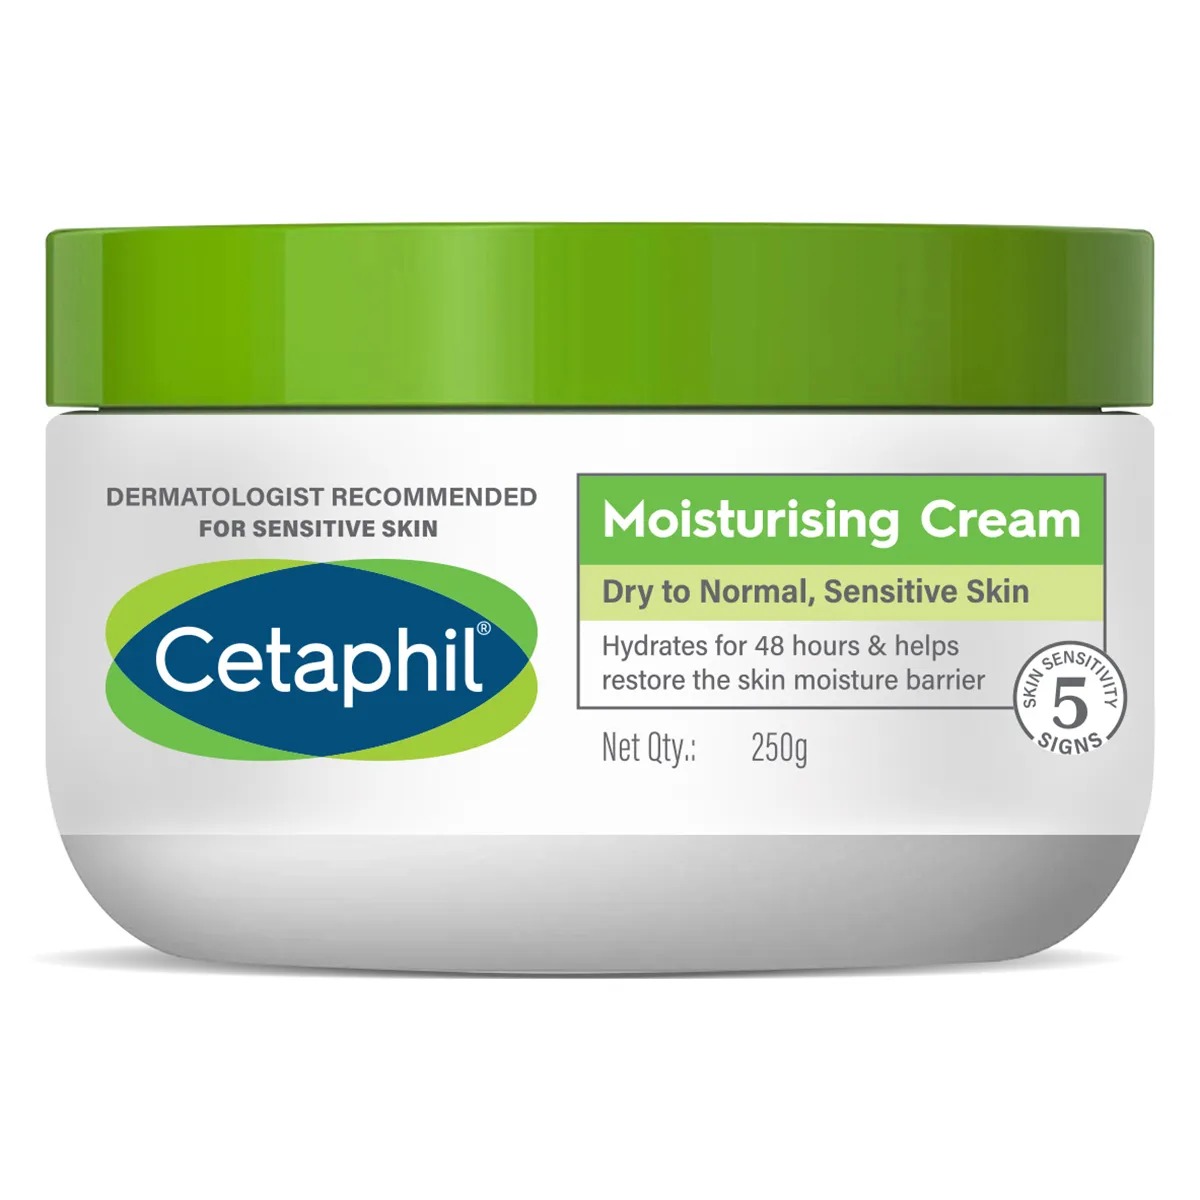 DERMATOLOGIST RECOMMENDED
FOR SENSITIVE SKIN
Cetaphil®
Moisturising Cream
Dry to Normal, Sensitive Skin
Hydrates for 48 hours & helps
restore the skin moisture barrier
SKIN SENSITIVITY
5
SIGNS
Net Qty.: 250g